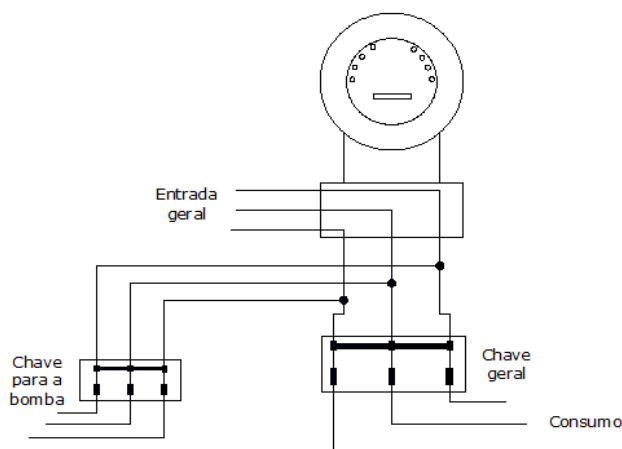 Entrada
geral
Chave
para a
bomba
Chave
geral
Consumo